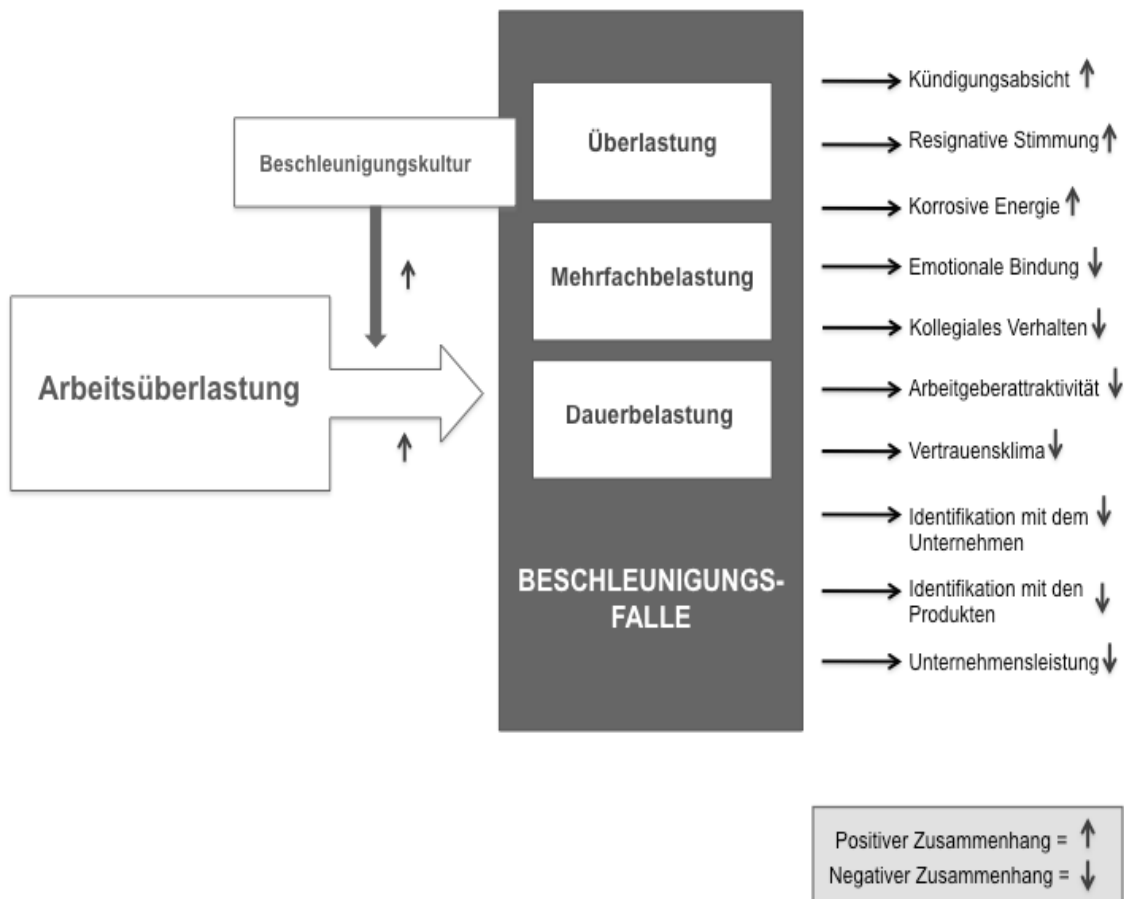 Beschleunigungskultur
Arbeitsüberlastung
Überlastung
Mehrfachbelastung
Dauerbelastung
BESCHLEUNIGUNGS-
FALLE
Kündigungsabsicht ↑
Resignative Stimmung ↑
Korrosive Energie ↑
Emotionale Bindung ↓
Kollegiales Verhalten ↓
Arbeitgeberattraktivität ↓
Vertrauensklima ↓
Identifikation mit dem ↓
Unternehmen
Identifikation mit den
Produkten ↓
Unternehmensleistung ↓
Positiver Zusammenhang = ↑
Negativer Zusammenhang = ↓